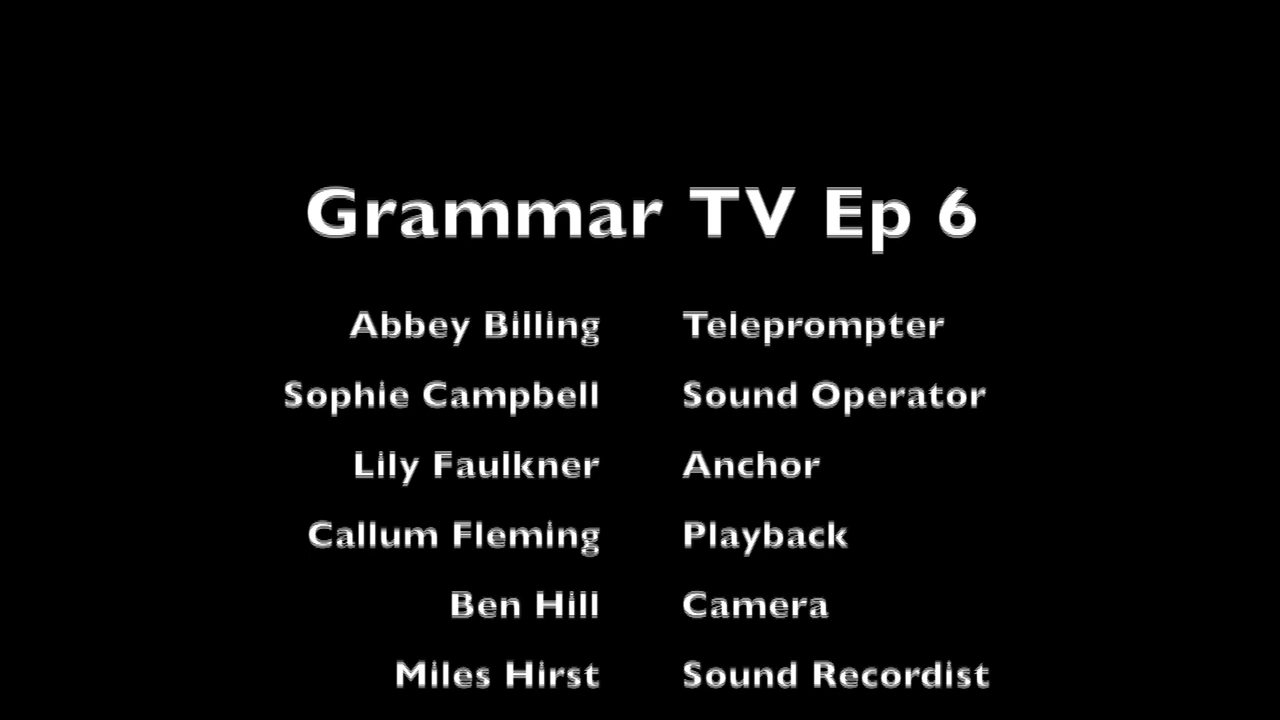 Grammar TV Ep 6
Abbey Billing Teleprompter
Sophie Campbell Sound Operator
Lily Faulkner Anchor
Callum Fleming Playback
Ben Hill Camera
Miles Hirst Sound Recordist